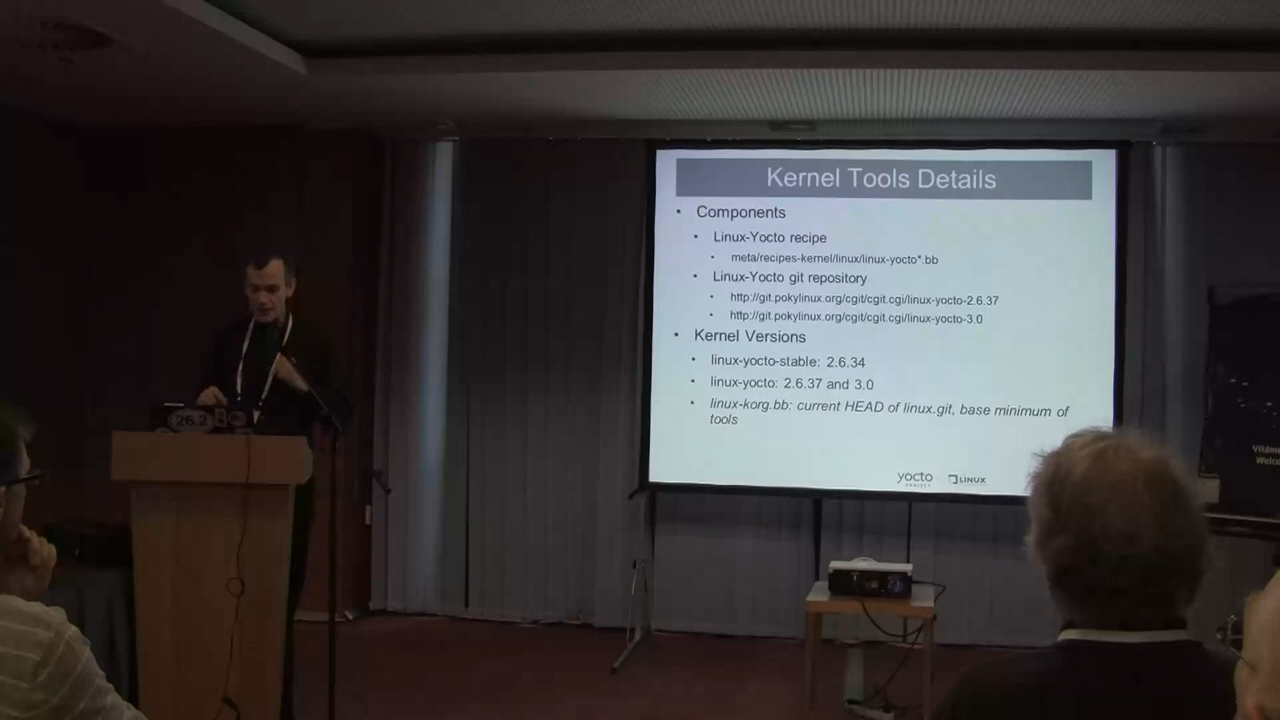 Kernel Tools Details
• Components
• Linux-Yocto recipe
• meta/recipes-kernel/linux/linux-yocto*.bb
• Linux-Yocto git repository
• http://git.pokylinux.org/cgit/cgit.cgi/linux-yocto-2.6.37
• http://git.pokylinux.org/cgit/cgit.cgi/linux-yocto-3.0
• Kernel Versions
• linux-yocto-stable: 2.6.34
• linux-yocto: 2.6.37 and 3.0
• linux-korg.bb: current HEAD of linux.git, base minimum of
tools
yocto
PROJECT
LINUX
26.2